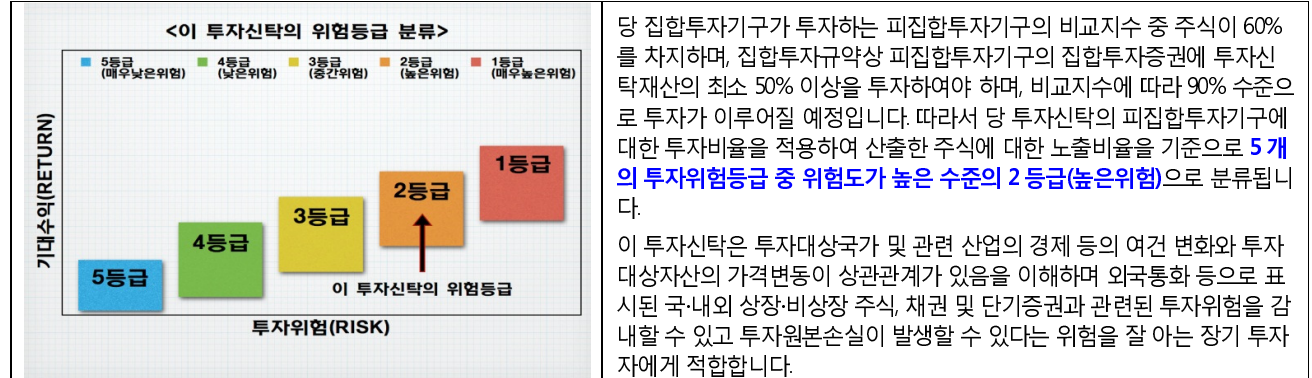 <이 투자신탁의 위험등급 분류>
5등급
(매우낮은위험)
4등급
(낮은위험)
3등급
(중간위험)
2등급
(높은위험)
1등급
(매우높은위험)
기대수익(RETURN)
1등급
2등급
3등급
4등급
5등급
이 투자신탁의 위험등급
투자위험(RISK)
당 집합투자기구가 투자하는 피집합투자기구의 비교지수 중 주식이 60%
를 차지하며, 집합투자규약상 피집합투자기구의 집합투자증권에 투자신
탁재산의 최소 50% 이상을 투자하여야 하며, 비교지수에 따라 90% 수준으
로 투자가 이루어질 예정입니다. 따라서 당 투자신탁의 피집합투자기구에
대한 투자비율을 적용하여 산출한 주식에 대한 노출비율을 기준으로 5 개
의 투자위험등급 중 위험도가 높은 수준의 2 등급(높은위험)으로 분류됩니
다.
이 투자신탁은 투자대상국가 및 관련 산업의 경제 등의 여건 변화와 투자
대상자산의 가격변동이 상관관계가 있음을 이해하며 외국통화 등으로 표
시된 국·내외 상장·비상장 주식, 채권 및 단기증권과 관련된 투자위험을 감
내할 수 있고 투자원본손실이 발생할 수 있다는 위험을 잘 아는 장기 투자
자에게 적합합니다.